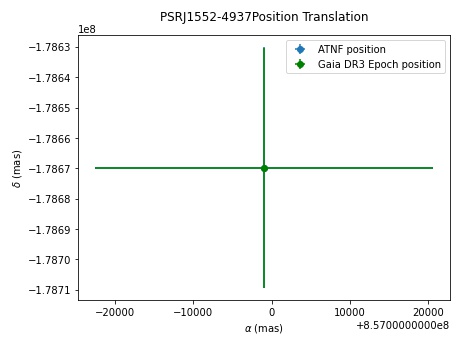 PSRJ1552-4937Position Translation
1e8
ATNF position
Gaia DR3 Epoch position
−1.7863
−1.7864
−1.7865
−1.7866
−1.7867
−1.7868
−1.7869
−1.7870
−1.7871
δ (mas)
−20000
−10000
0
10000
20000
+8.5700000000e8
α (mas)